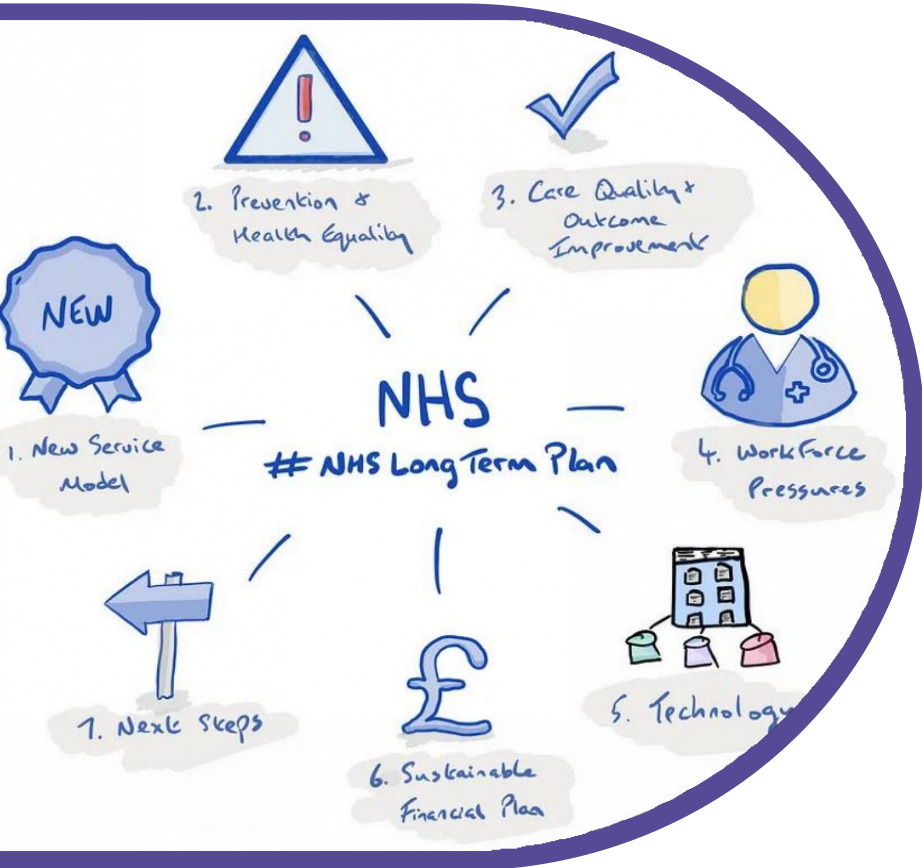 NHS
# NHS Long Term Plan
NEW
1. New Service
Model
2. Prevention &
Health Equality
3. Care Quality &
Outcome
Improvement
4. Workforce
Pressures
5. Technology
6. Sustainable
Financial Plan
7. Next Steps